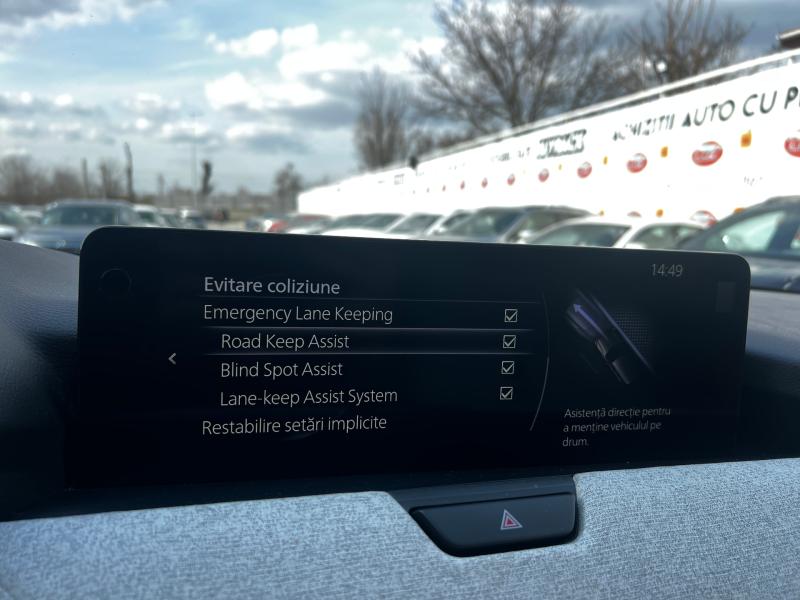 ACHIZITII AUTO CU
14:49
Evitare coliziune
Emergency Lane Keeping
Road Keep Assist
Blind Spot Assist
Lane-keep Assist System
Restabilire setări implicite
Asistență direcție pentru
a menține vehiculul pe
drum.